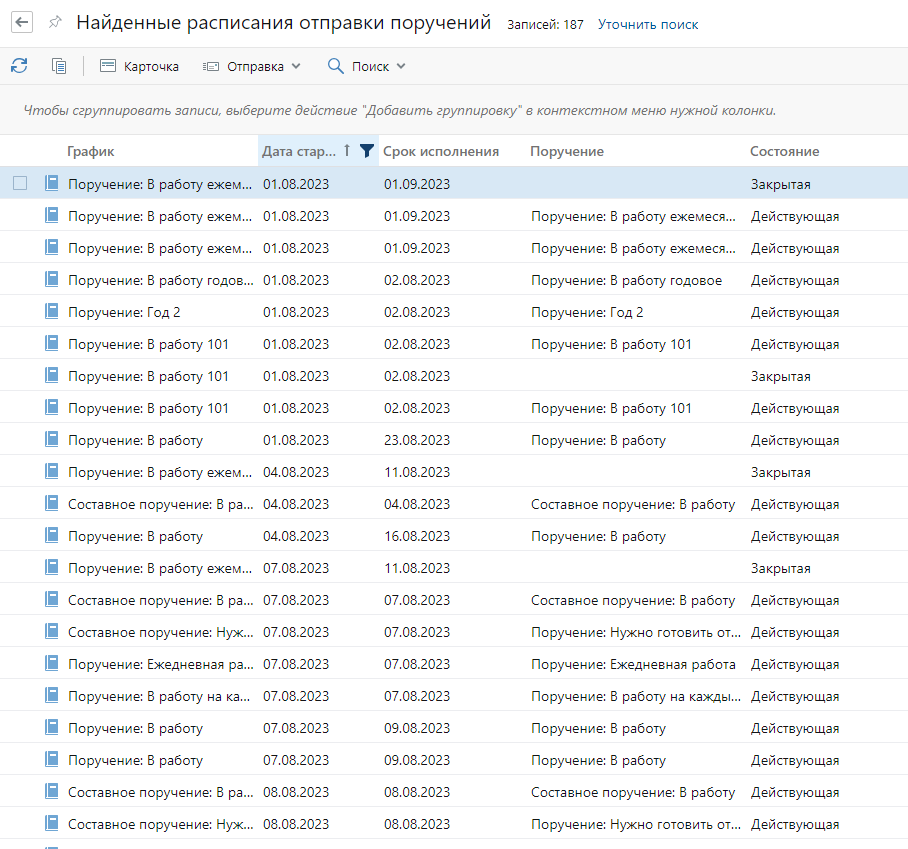 Найденные расписания отправки поручений Записей: 187 Уточнить поиск
Карточка Отправка Поиск
Чтобы сгруппировать записи, выберите действие "Добавить группировку" в контекстном меню нужной колонки.
График Дата стар... Срок исполнения Поручение Состояние
Поручение: В работу ежем... 01.08.2023 01.09.2023 Закрытая
Поручение: В работу ежем... 01.08.2023 01.09.2023 Поручение: В работу ежемеся... Действующая
Поручение: В работу ежем... 01.08.2023 01.09.2023 Поручение: В работу ежемеся... Действующая
Поручение: В работу годов... 01.08.2023 02.08.2023 Поручение: В работу годовое Действующая
Поручение: Год 2 01.08.2023 02.08.2023 Поручение: Год 2 Действующая
Поручение: В работу 101 01.08.2023 02.08.2023 Поручение: В работу 101 Действующая
Поручение: В работу 101 01.08.2023 02.08.2023 Закрытая
Поручение: В работу 101 01.08.2023 02.08.2023 Поручение: В работу 101 Действующая
Поручение: В работу 01.08.2023 23.08.2023 Поручение: В работу Действующая
Поручение: В работу ежем... 04.08.2023 11.08.2023 Закрытая
Составное поручение: В ра... 04.08.2023 04.08.2023 Составное поручение: В работу Действующая
Поручение: В работу 04.08.2023 16.08.2023 Поручение: В работу Действующая
Поручение: В работу ежем... 07.08.2023 11.08.2023 Закрытая
Составное поручение: В ра... 07.08.2023 07.08.2023 Составное поручение: В работу Действующая
Составное поручение: Нуж... 07.08.2023 07.08.2023 Поручение: Нужно готовить от... Действующая
Поручение: Ежедневная ра... 07.08.2023 07.08.2023 Поручение: Ежедневная работа Действующая
Поручение: В работу на ка... 07.08.2023 07.08.2023 Поручение: В работу на кажды... Действующая
Поручение: В работу 07.08.2023 09.08.2023 Поручение: В работу Действующая
Поручение: В работу 07.08.2023 09.08.2023 Поручение: В работу Действующая
Составное поручение: В ра... 08.08.2023 08.08.2023 Составное поручение: В работу Действующая
Составное поручение: Нуж... 08.08.2023 08.08.2023 Поручение: Нужно готовить от... Действующая